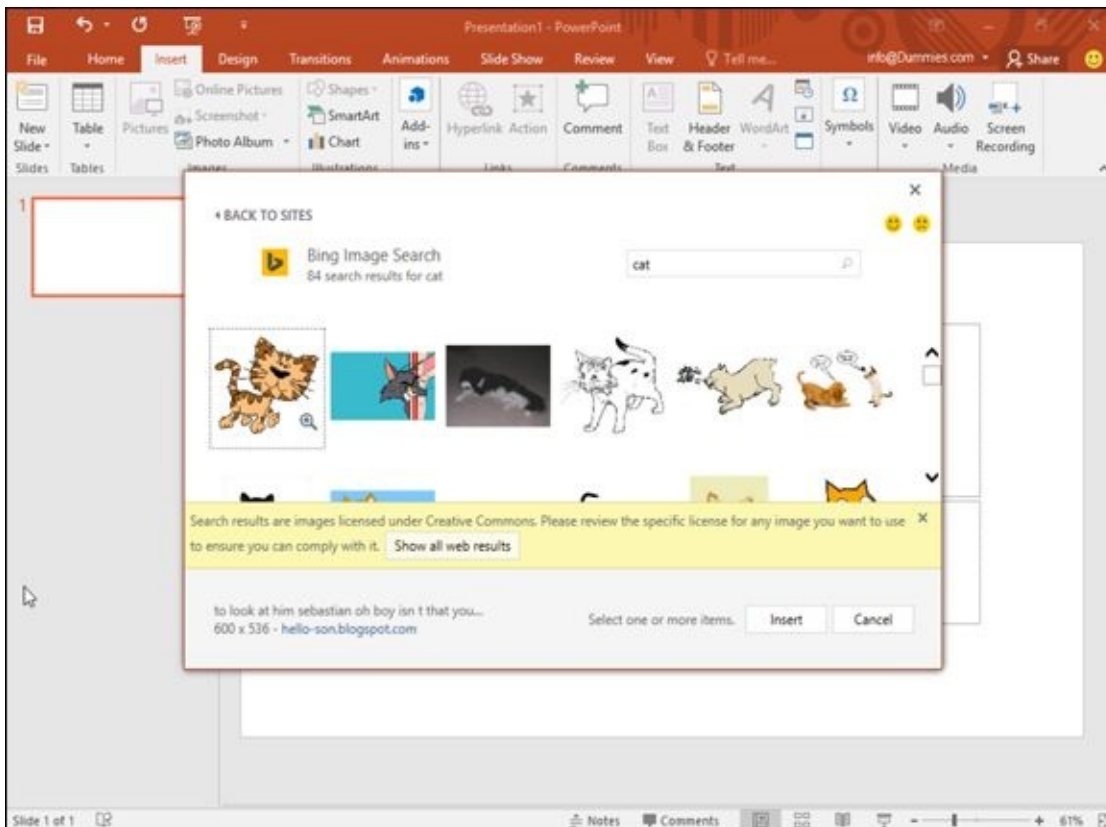 Presentation1 - PowerPoint
File Home Insert Design Transitions Animations Slide Show Review View Tell me... info@Dummies.com Share
New Slide
Table
Pictures
Online Pictures
Screenshot
Photo Album
Shapes
SmartArt
Chart
Add-ins
Hyperlink Action
Comment
Text Box
Header & Footer
WordArt
Symbols
Video Audio
Screen Recording
Slides Tables Images Illustrations Links Comments Text Media
1
BACK TO SITES
Bing Image Search
84 search results for cat
cat
Search results are images licensed under Creative Commons. Please review the specific license for any image you want to use
to ensure you can comply with it. Show all web results
to look at him sebastian oh boy isn t that you...
600 x 536 - hello-son.blogspot.com
Select one or more items. Insert Cancel
Slide 1 of 1 Notes Comments 61%